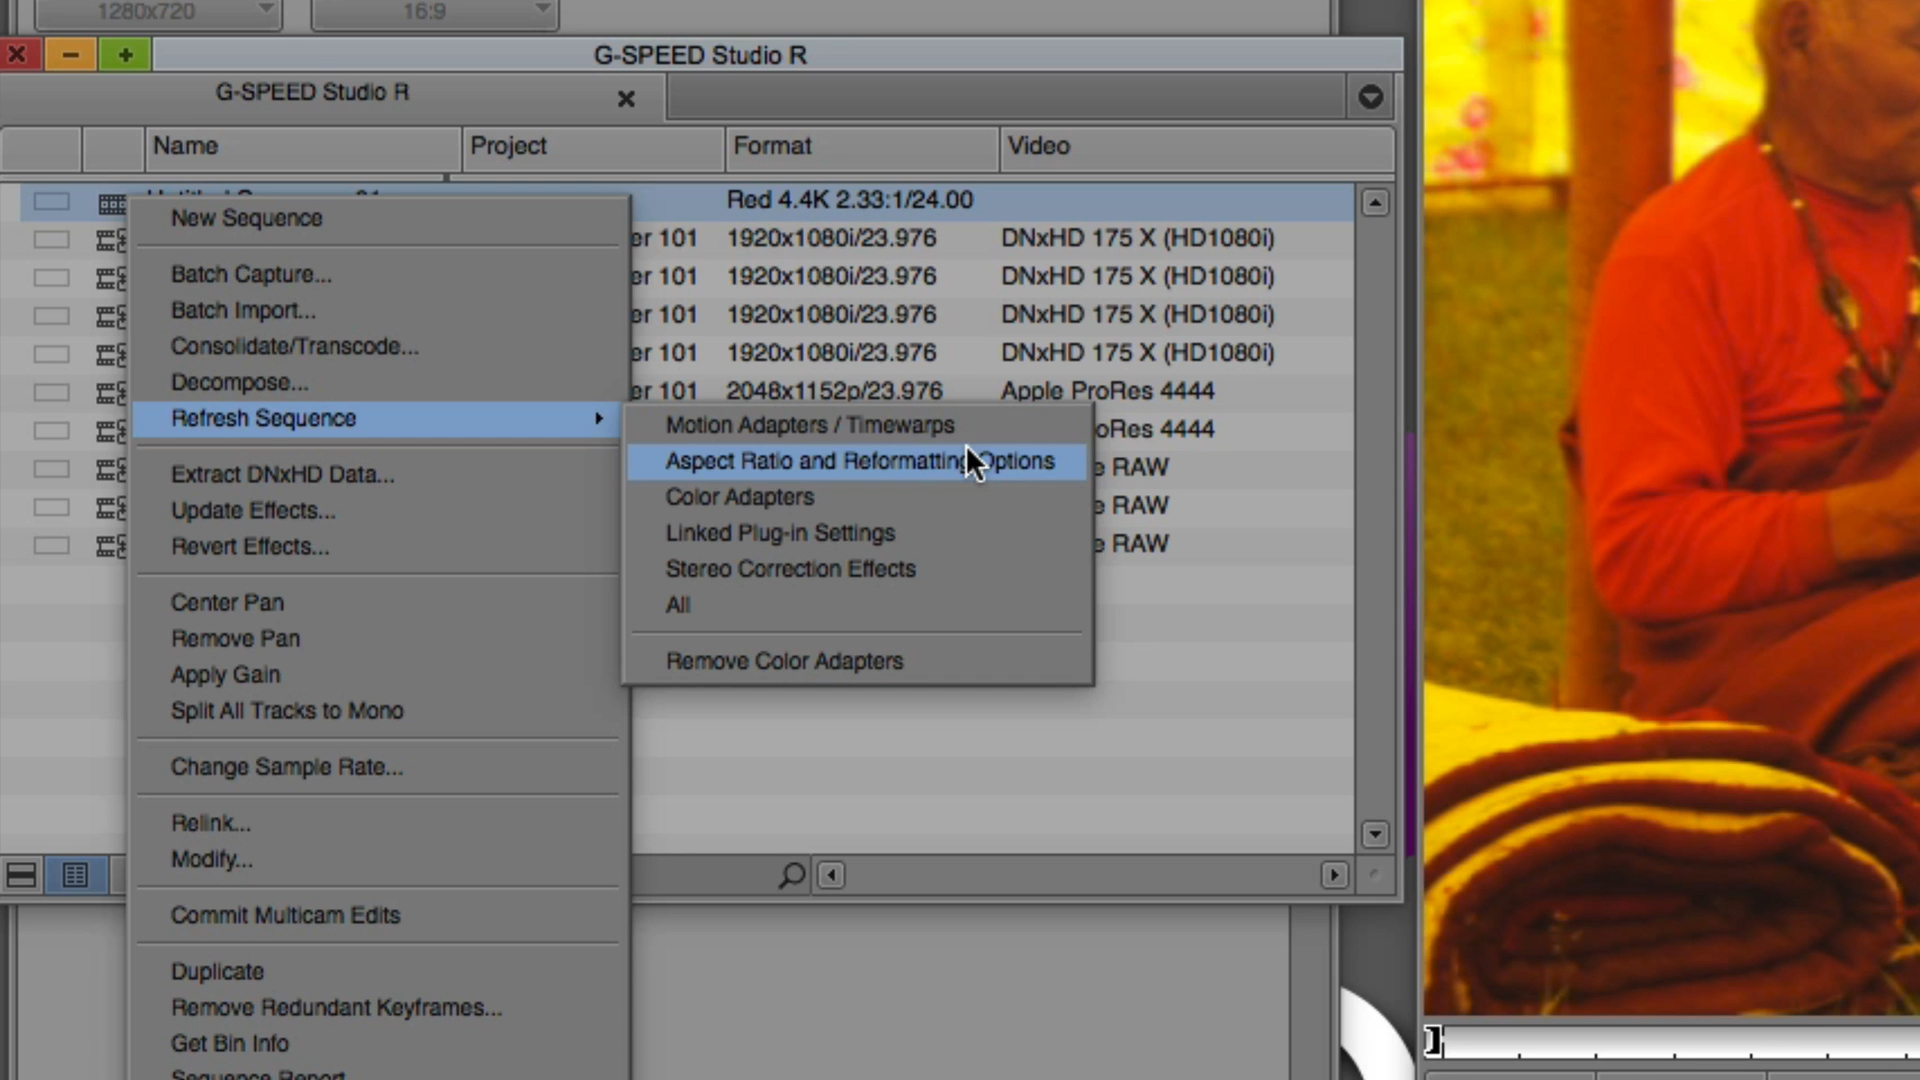 1280x720 16:9
G-SPEED Studio R
G-SPEED Studio R
Name Project Format Video
Red 4.4K 2.33:1/24.00
er 101 1920x1080i/23.976 DNxHD 175 X (HD1080i)
er 101 1920x1080i/23.976 DNxHD 175 X (HD1080i)
er 101 1920x1080i/23.976 DNxHD 175 X (HD1080i)
er 101 1920x1080i/23.976 DNxHD 175 X (HD1080i)
er 101 2048x1152p/23.976 Apple ProRes 4444
oRes 4444
e RAW
e RAW
e RAW
New Sequence
Batch Capture...
Batch Import...
Consolidate/Transcode...
Decompose...
Refresh Sequence
Extract DNxHD Data...
Update Effects...
Revert Effects...
Center Pan
Remove Pan
Apply Gain
Split All Tracks to Mono
Change Sample Rate...
Relink...
Modify...
Commit Multicam Edits
Duplicate
Remove Redundant Keyframes...
Get Bin Info
Sequence Report
Motion Adapters / Timewarps
Aspect Ratio and Reformatting Options
Color Adapters
Linked Plug-in Settings
Stereo Correction Effects
All
Remove Color Adapters